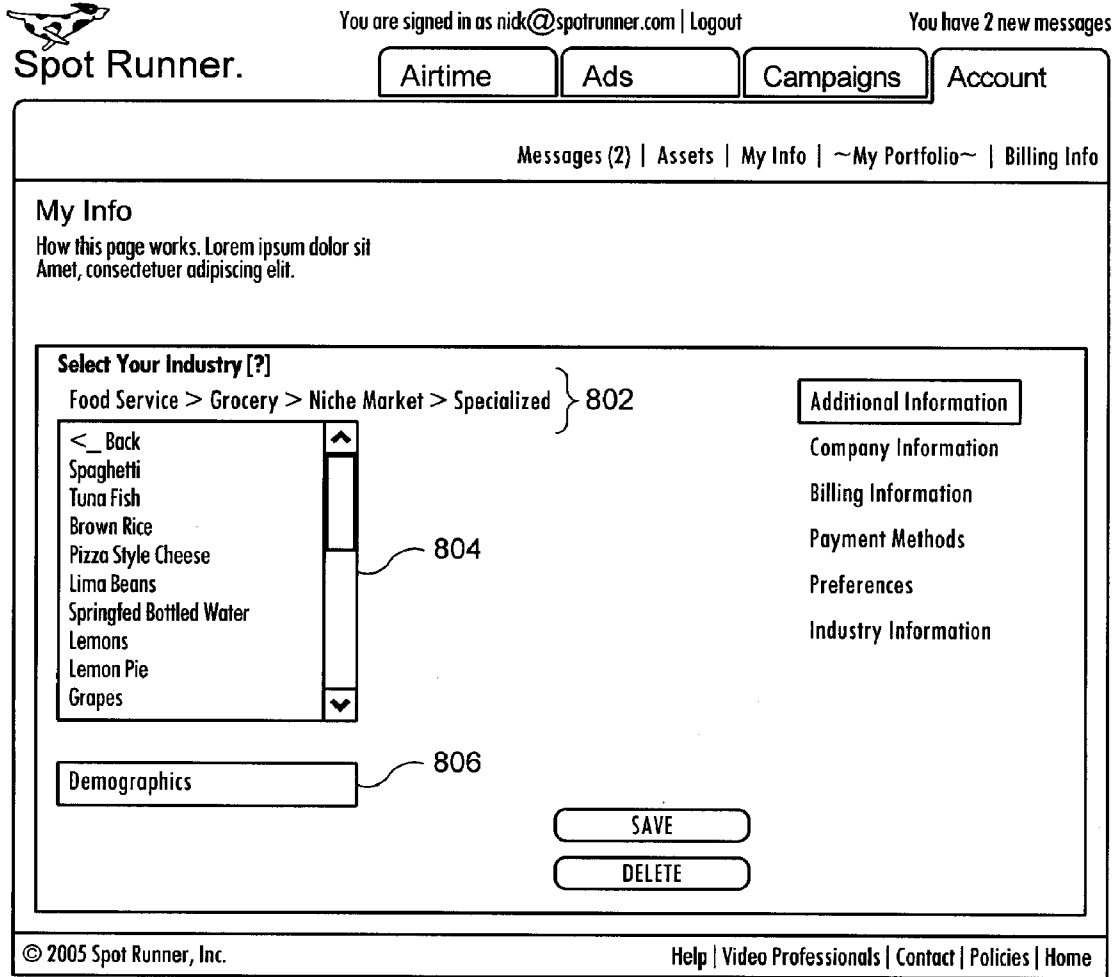 You are signed in as nick@spotrunner.com | Logout
You have 2 new messages
Spot Runner.
Airtime
Ads
Campaigns
Account
Messages (2) | Assets | My Info | ~My Portfolio~ | Billing Info
My Info
How this page works. Lorem ipsum dolor sit
Amet, consectetuer adipiscing elit.
Select Your Industry [?]
Food Service > Grocery > Niche Market > Specialized
802
<_ Back
Spaghetti
Tuna Fish
Brown Rice
Pizza Style Cheese
Lima Beans
Springfed Bottled Water
Lemons
Lemon Pie
Grapes
804
Demographics
806
Additional Information
Company Information
Billing Information
Payment Methods
Preferences
Industry Information
SAVE
DELETE
© 2005 Spot Runner, Inc.
Help | Video Professionals | Contact | Policies | Home